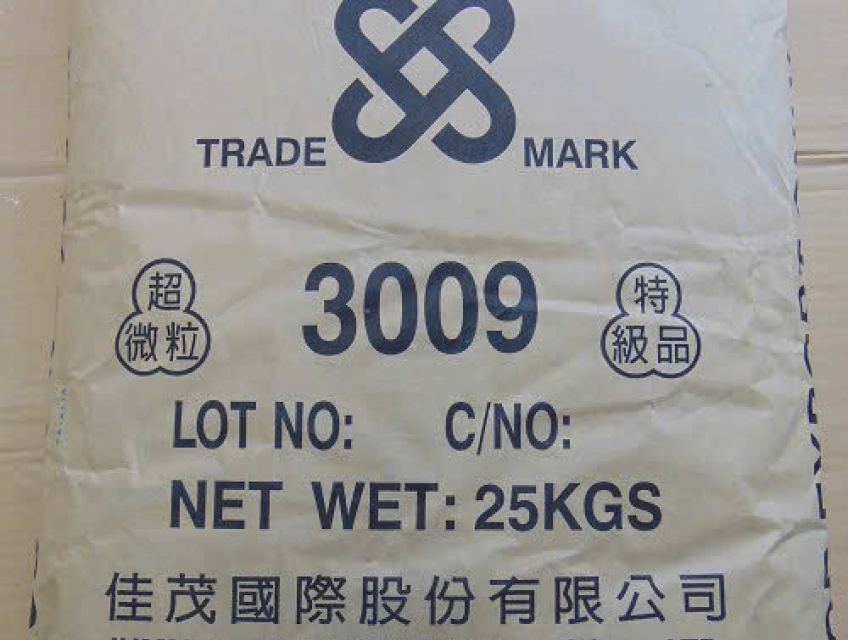 TRADE MARK
超微粒
3009
特級品
LOT NO: C/NO:
NET WET: 25KGS
佳茂國際股份有限公司